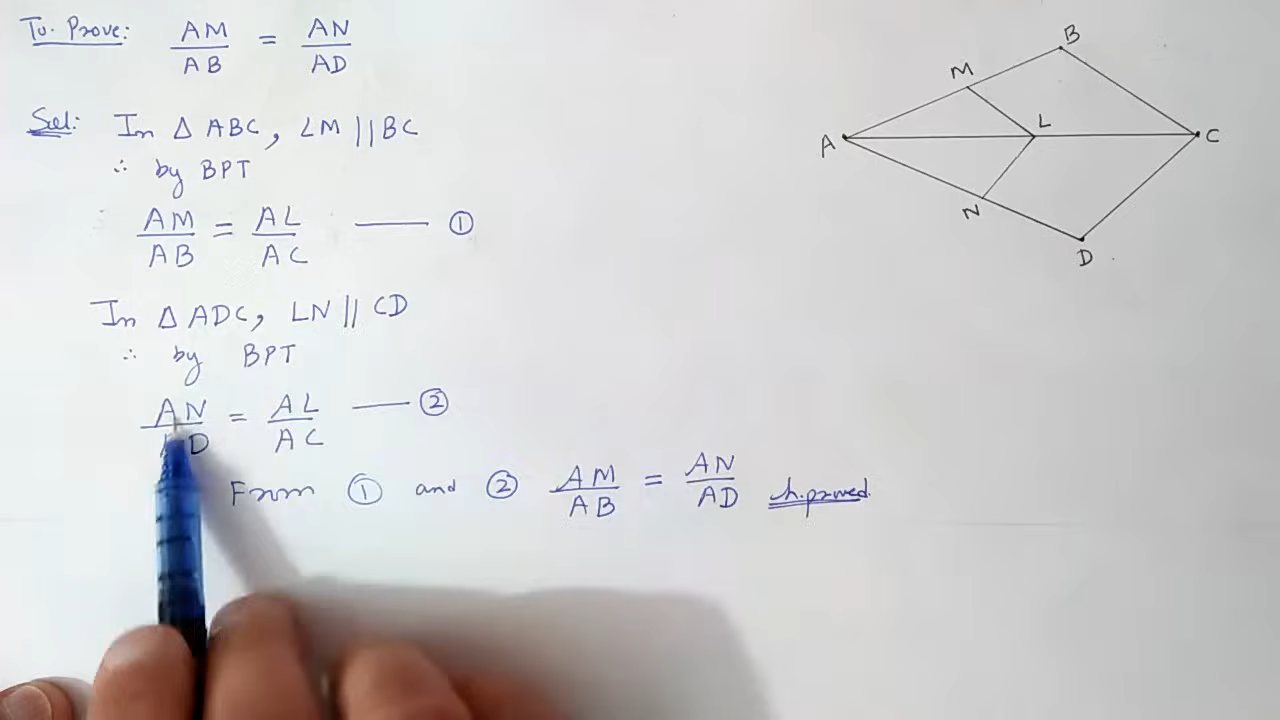 To. Prove: AM/AB = AN/AD
Sol: In △ ABC, LM || BC
∴ by BPT
AM/AB = AL/AC —— ①
In △ ADC, LN || CD
∴ by BPT
AN/AD = AL/AC —— ②
From ① and ② AM/AB = AN/AD h.proved.
B
M
A
L
C
N
D